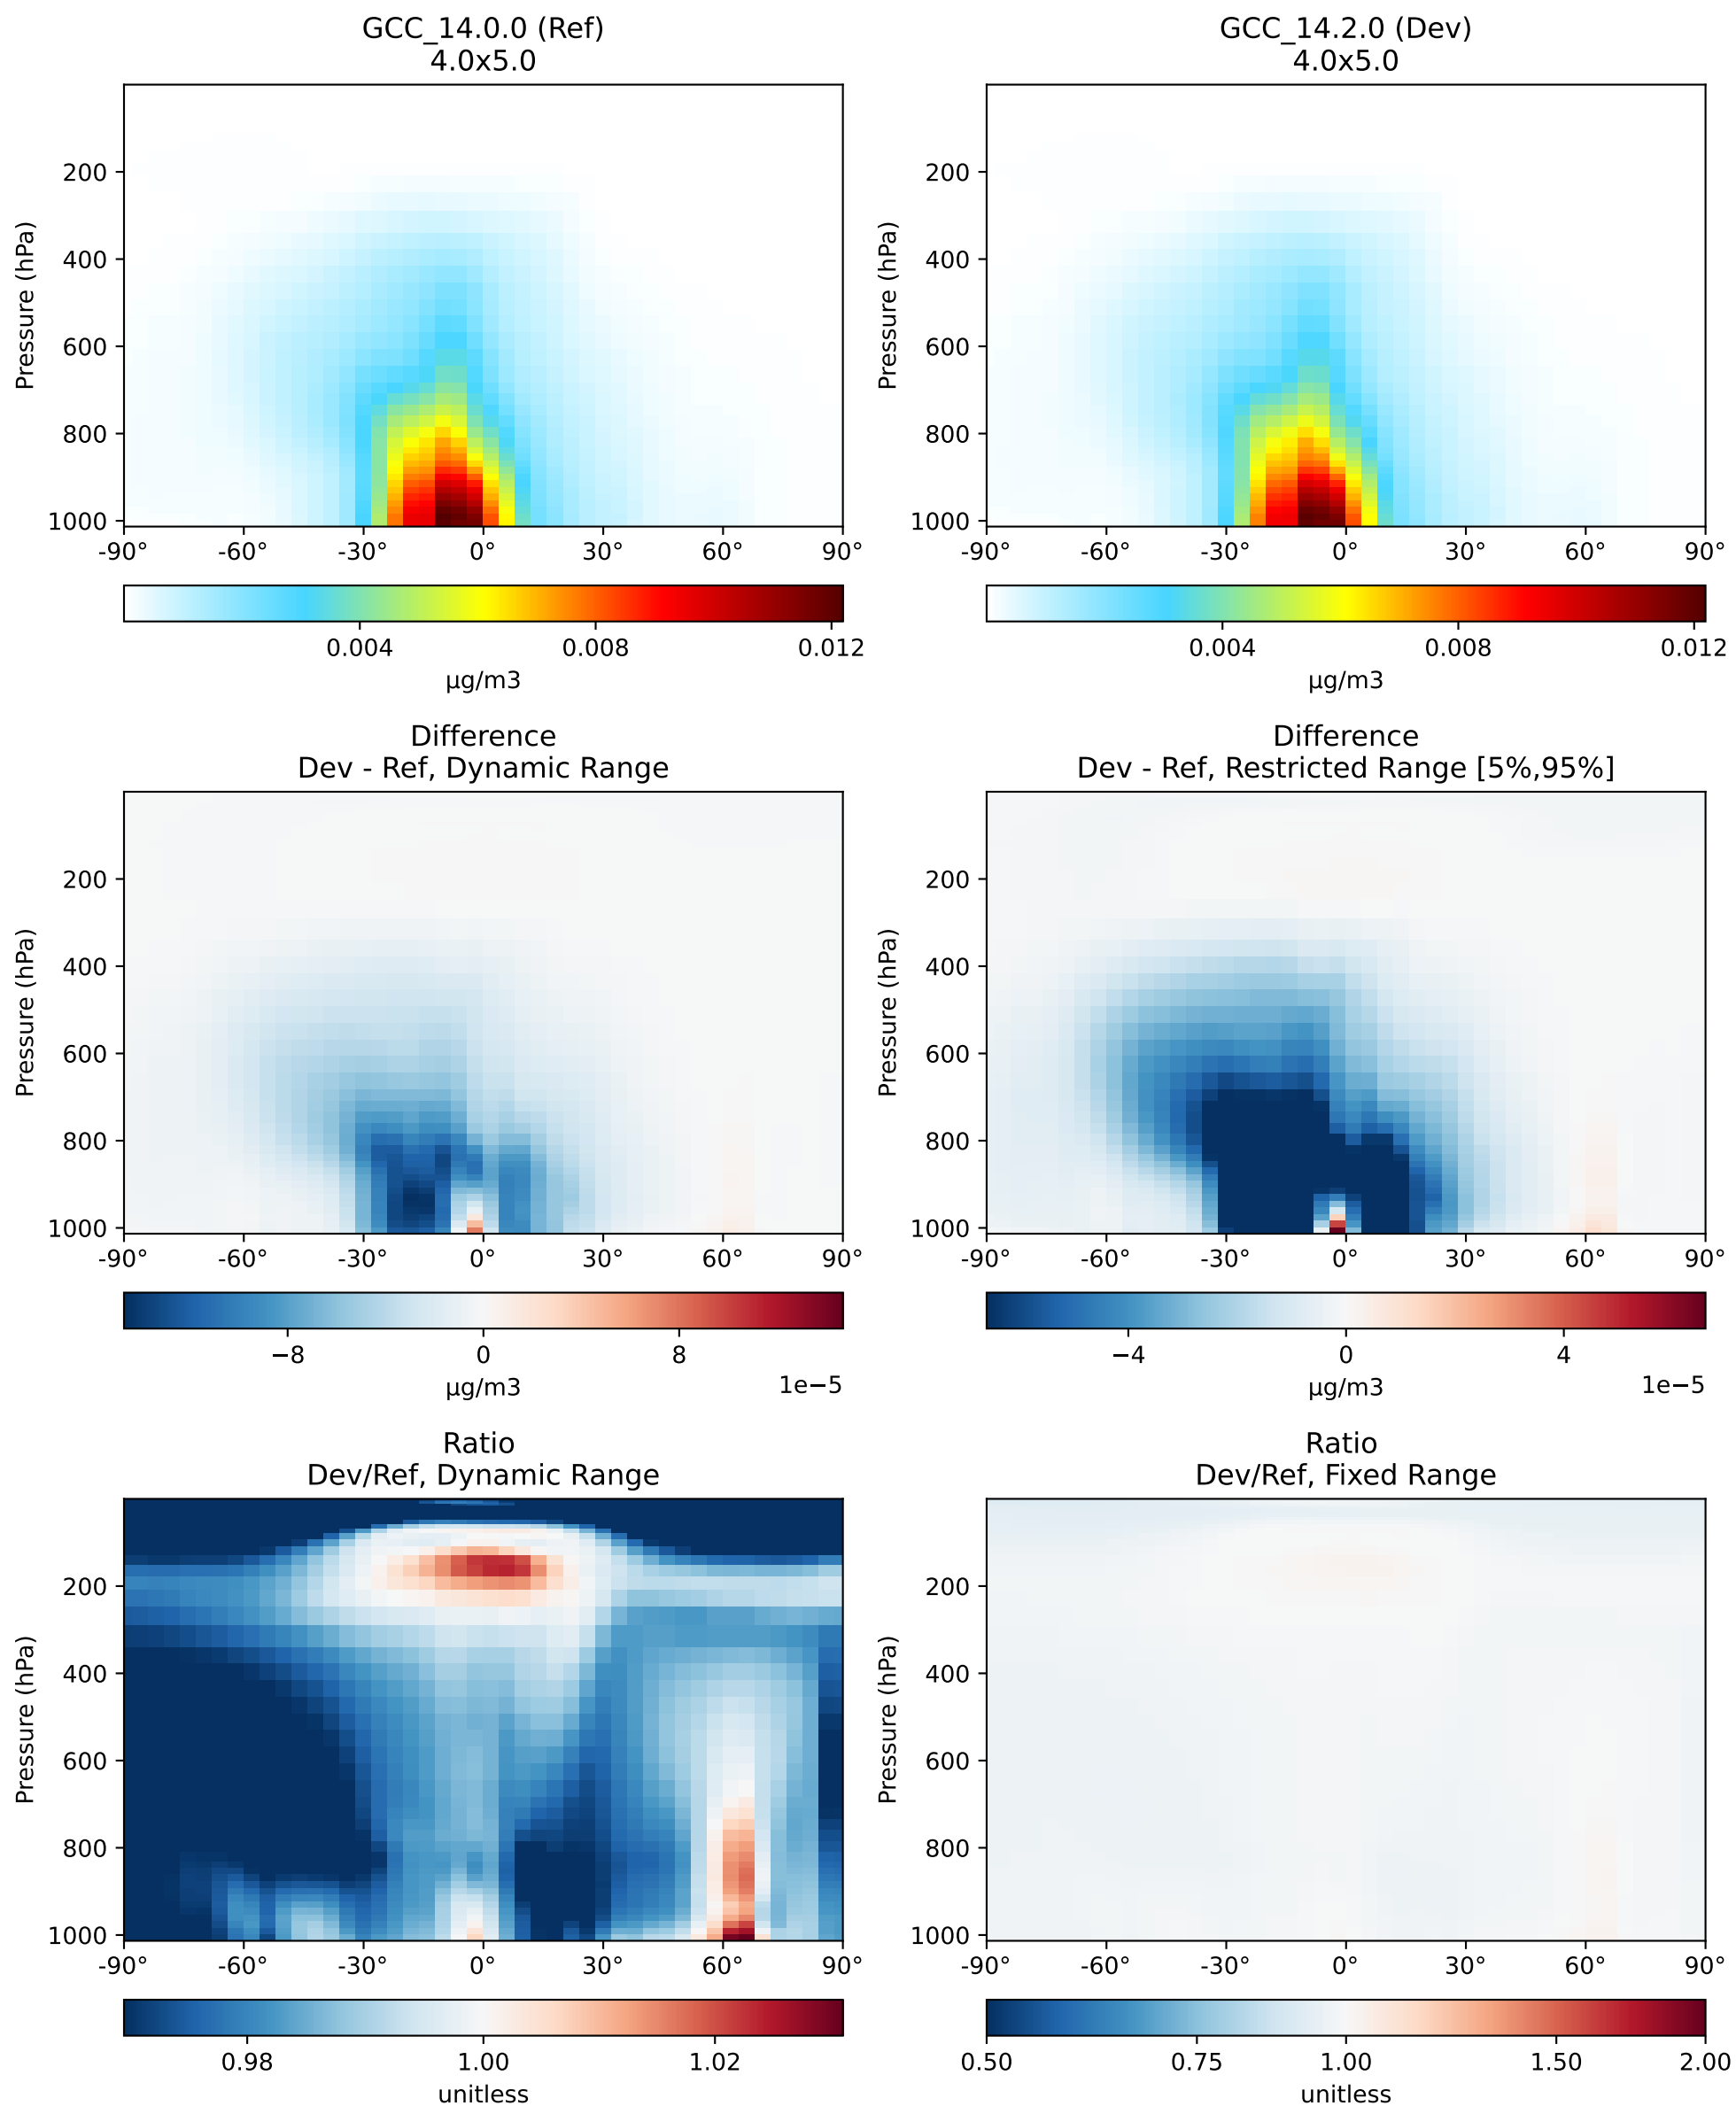 GCC_14.0.0 (Ref)
4.0x5.0
Pressure (hPa)
200
400
600
800
1000
-90° -60° -30° 0° 30° 60° 90°
0.004 0.008 0.012
µg/m3
GCC_14.2.0 (Dev)
4.0x5.0
Pressure (hPa)
200
400
600
800
1000
-90° -60° -30° 0° 30° 60° 90°
0.004 0.008 0.012
µg/m3
Difference
Dev - Ref, Dynamic Range
Pressure (hPa)
200
400
600
800
1000
-90° -60° -30° 0° 30° 60° 90°
−8 0 8
1e−5
µg/m3
Difference
Dev - Ref, Restricted Range [5%,95%]
Pressure (hPa)
200
400
600
800
1000
-90° -60° -30° 0° 30° 60° 90°
−4 0 4
1e−5
µg/m3
Ratio
Dev/Ref, Dynamic Range
Pressure (hPa)
200
400
600
800
1000
-90° -60° -30° 0° 30° 60° 90°
0.98 1.00 1.02
unitless
Ratio
Dev/Ref, Fixed Range
Pressure (hPa)
200
400
600
800
1000
-90° -60° -30° 0° 30° 60° 90°
0.50 0.75 1.00 1.50 2.00
unitless